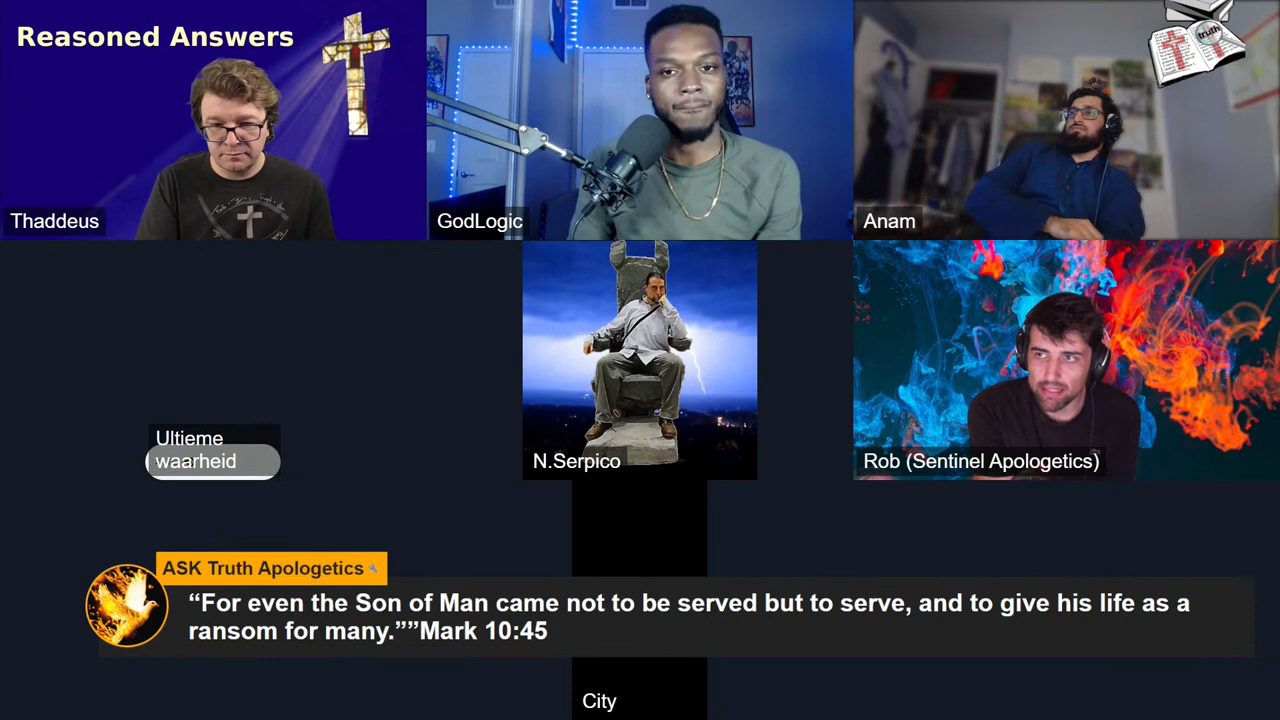 Reasoned Answers
truth
Thaddeus
GodLogic
Anam
Ultieme
waarheid
N.Serpico
Rob (Sentinel Apologetics)
ASK Truth Apologetics
“For even the Son of Man came not to be served but to serve, and to give his life as a
ransom for many.””Mark 10:45
City